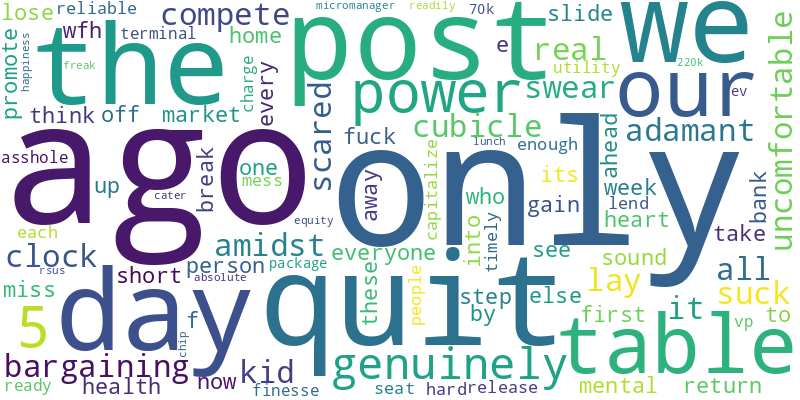 lose reliable
promote
wfh
happiness
terminal
freak
the
compete
home
charge
every
post
micromanager readily 70k
slide
e
real
utility
we
220k
ev
uncomfortable
think off market
scared
power
swear
our
cubicle
fuck
adamant
asshole
ago
up
cater
break
one
mess
away
capitalize
lunch
enough
its
ahead
only
week
lend
heart
bank
who
gain
take
each
clock
rsus
amidst
equity
everyone
into
timely
see
sound
all
miss
short
person
package
these
people
step
else
by
lay
it
suck
5
day
f
chip
absolute
quit
first
vp
to
table
bargaining
kid
genuinely
ready
health
now
finesse
seat
hard
release
mental
return